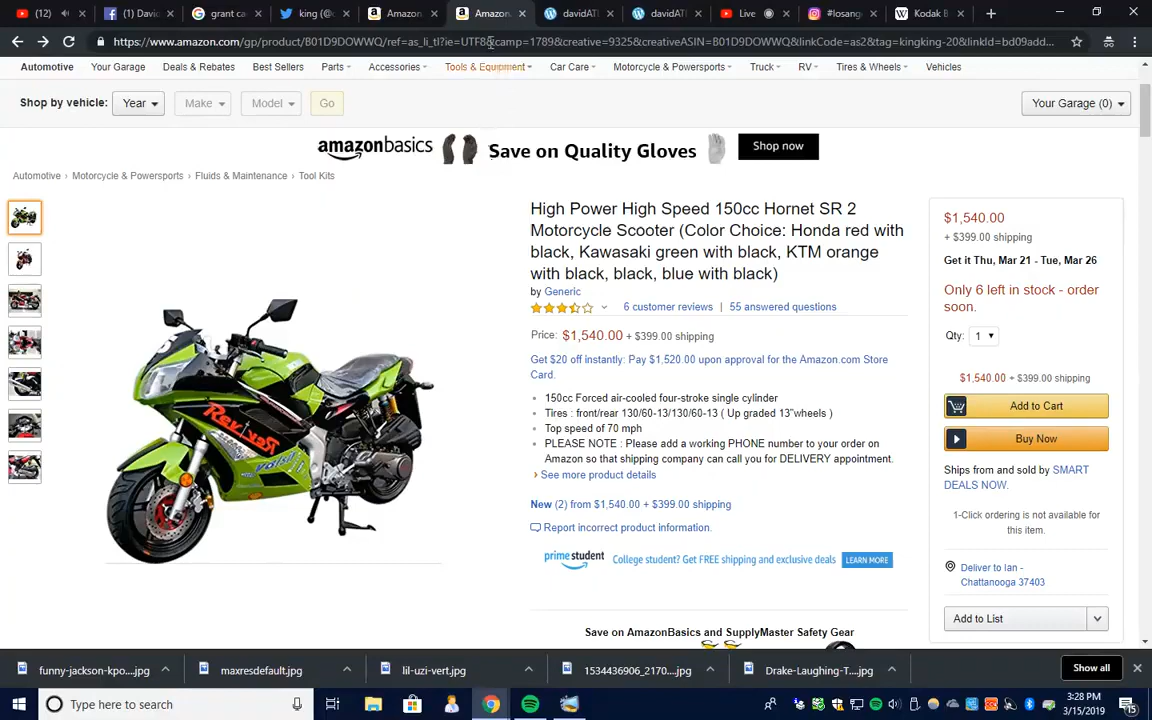 (12)
Davi
grant ca
king (@
Amazon.
Amazon.
davidAT
davidAT
Live
#losang
Kodak B
https://www.amazon.com/gp/product/B01D9DOWWQ/ref=as_li_tl?ie=UTF8&camp=1789&creative=9325&creativeASIN=B01D9DOWWQ&linkCode=as2&tag=kingking-20&linkId=bd09add...
Automotive Your Garage Deals & Rebates Best Sellers Parts Accessories Tools & Equipment Car Care Motorcycle & Powersports Truck RV Tires & Wheels Vehicles
Shop by vehicle: Year Make Model Go Your Garage (0)
amazonbasics Save on Quality Gloves Shop now
Automotive › Motorcycle & Powersports › Fluids & Maintenance › Tool Kits
High Power High Speed 150cc Hornet SR 2
Motorcycle Scooter (Color Choice: Honda red with
black, Kawasaki green with black, KTM orange
with black, black, blue with black)
by Generic
6 customer reviews | 55 answered questions
Price: $1,540.00 + $399.00 shipping
Get $20 off instantly: Pay $1,520.00 upon approval for the Amazon.com Store
Card.
• 150cc Forced air-cooled four-stroke single cylinder
• Tires : front/rear 130/60-13/130/60-13 ( Up graded 13"wheels )
• Top speed of 70 mph
• PLEASE NOTE : Please add a working PHONE number to your order on
Amazon so that shipping company can call you for DELIVERY appointment.
› See more product details
New (2) from $1,540.00 + $399.00 shipping
Report incorrect product information.
prime student College student? Get FREE shipping and exclusive deals LEARN MORE
Save on AmazonBasics and SupplyMaster Safety Gear
$1,540.00
+ $399.00 shipping
Get it Thu, Mar 21 - Tue, Mar 26
Only 6 left in stock - order
soon.
Qty: 1
$1,540.00 + $399.00 shipping
Add to Cart
Buy Now
Ships from and sold by SMART
DEALS NOW.
1-Click ordering is not available for
this item.
Deliver to Ian -
Chattanooga 37403
Add to List
funny-jackson-kpo....jpg
maxresdefault.jpg
lil-uzi-vert.jpg
1534436906_2170....jpg
Drake-Laughing-T....jpg
Show all
Type here to search
3:28 PM
3/15/2019
15